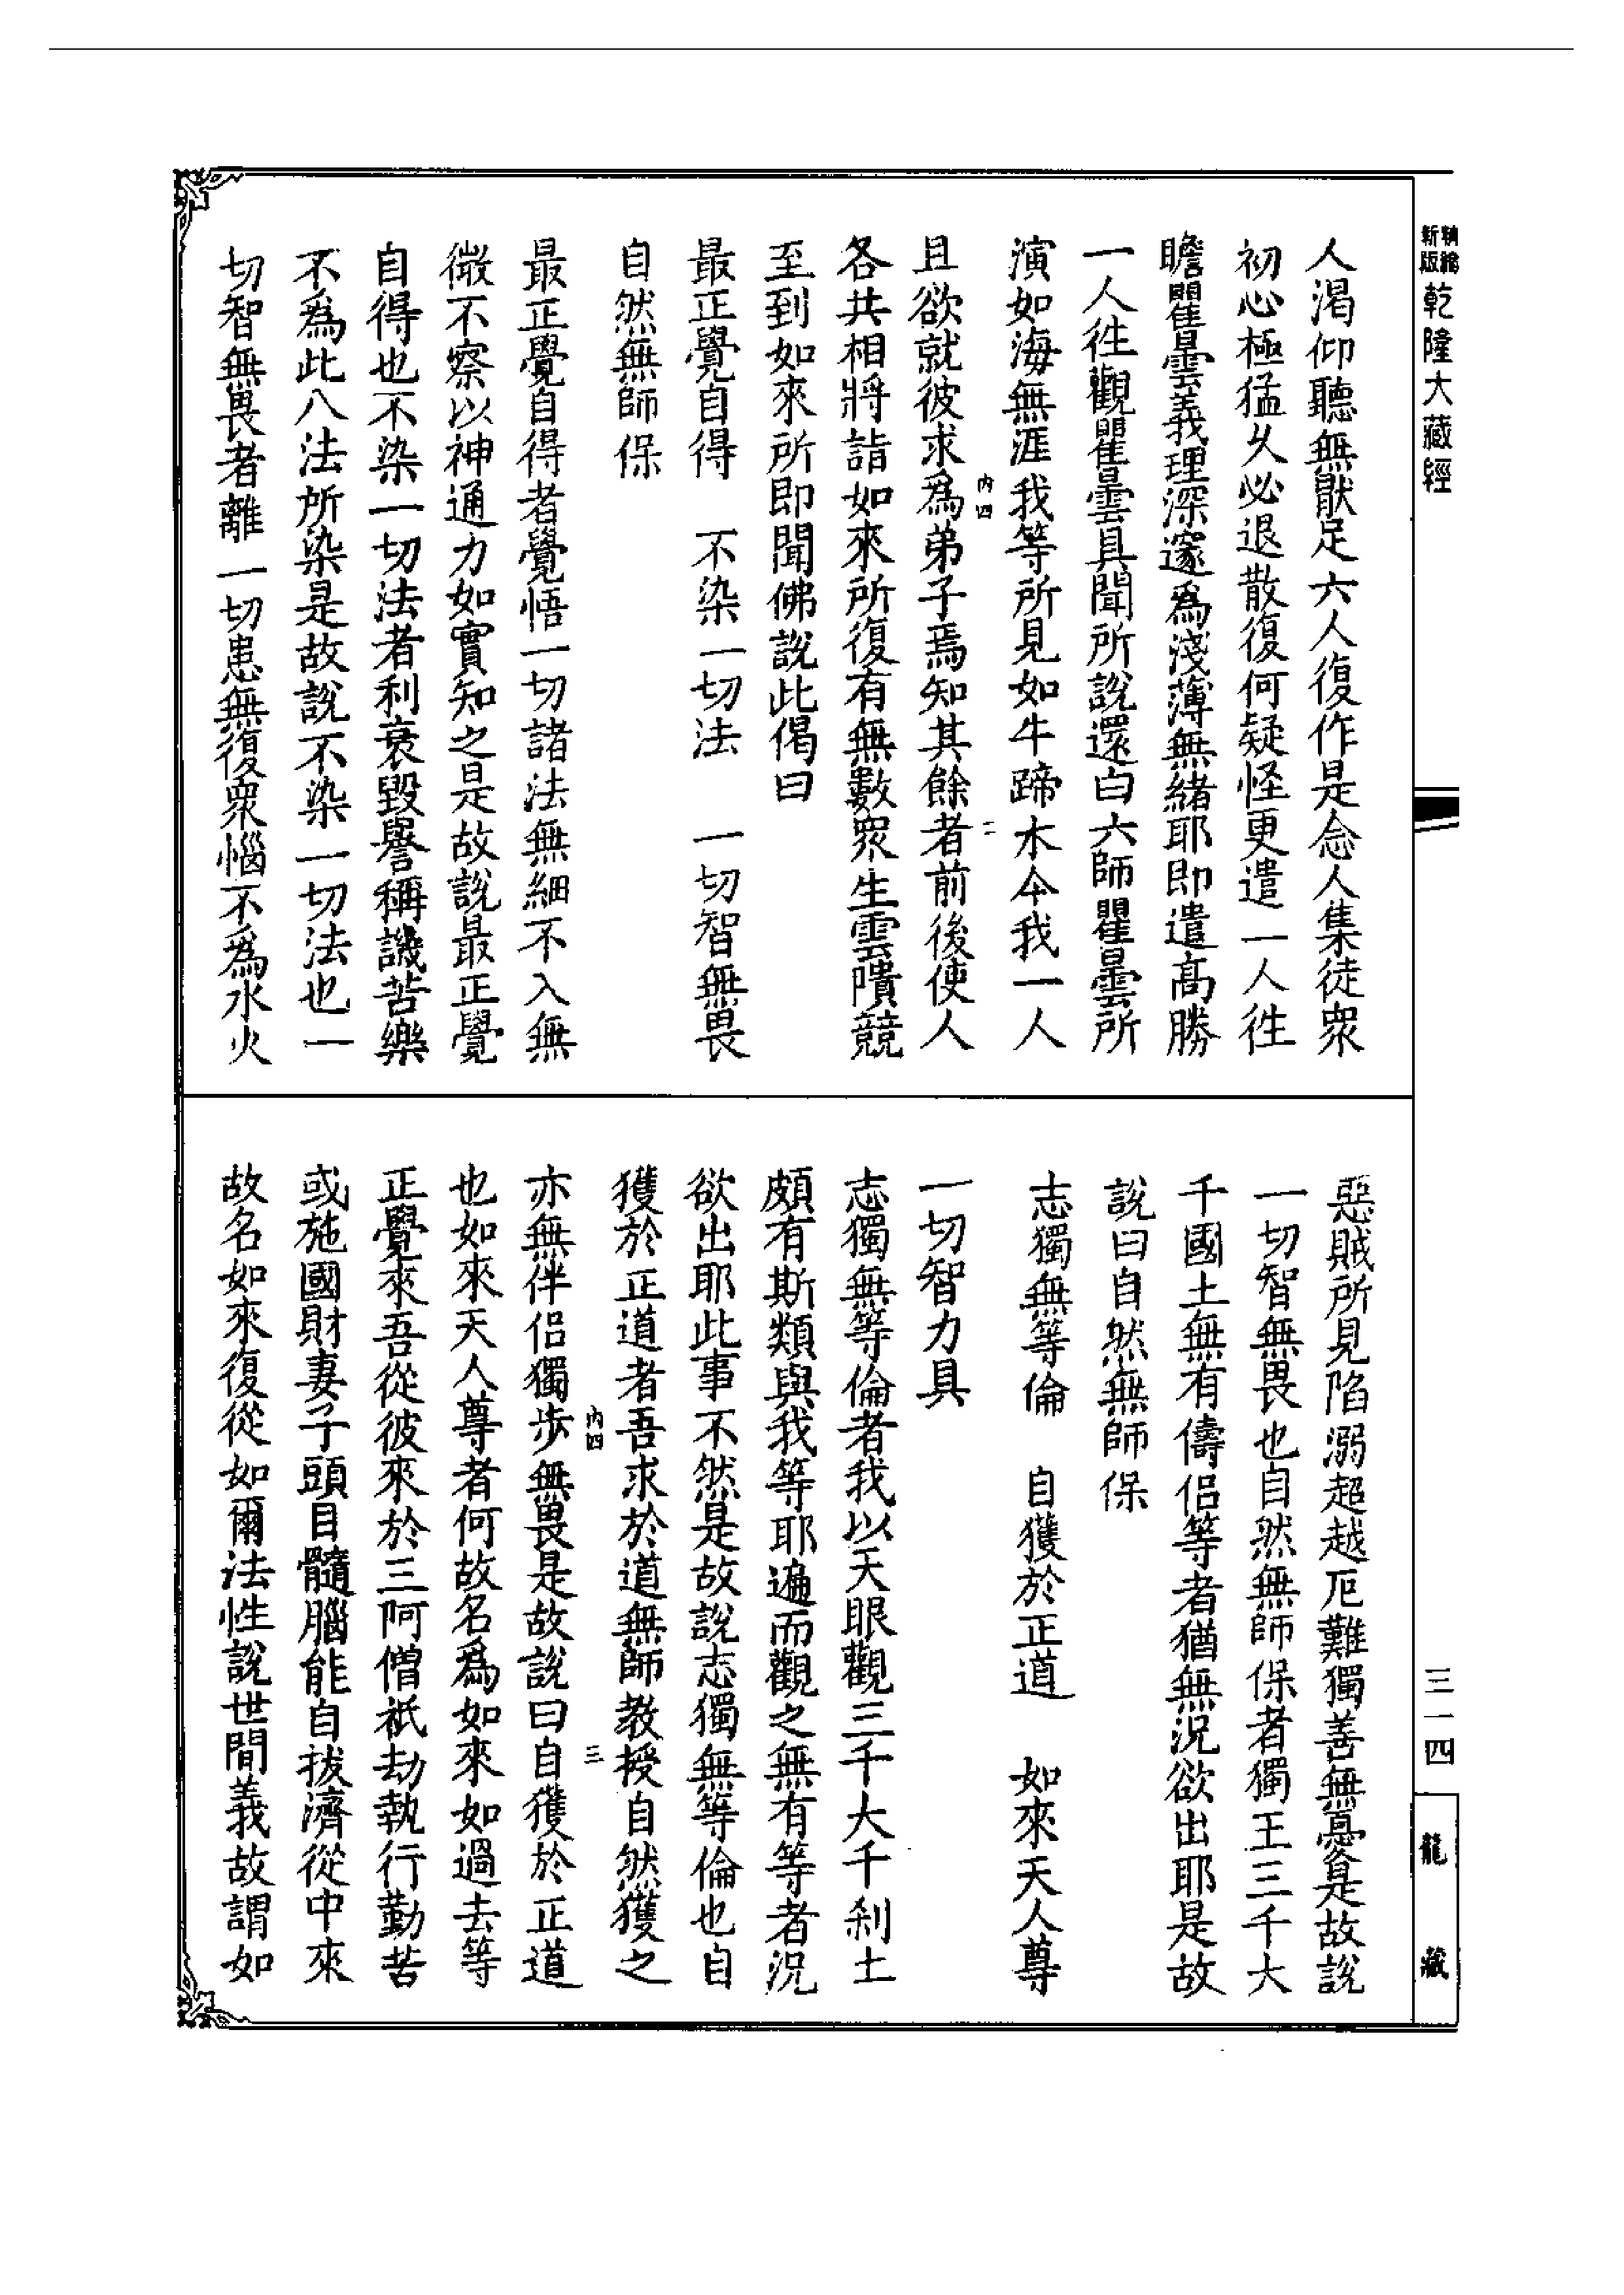 新版 精縮 乾隆大藏經
人渴仰聽無猒足六人復作是念人集徒眾
初心極猛乆必退散復何疑怪更遣一人徃
瞻瞿曇義理深邃為淺薄無緒耶即遣高勝
一人徃觀瞿曇具聞所說還白六師瞿曇所
演如海無涯我等所見如牛蹄水今我一人
內四 二
且欲就彼求為弟子焉知其餘者前後使人
各共相將詣如來所復有無數眾生雲隤競
至到如來所即聞佛說此偈曰
最正覺自得 不染一切法 一切智無畏
自然無師保
最正覺自得者覺悟一切諸法無細不入無
微不察以神通力如實知之是故說最正覺
自得也不染一切法者利衰毀譽稱譏苦樂
不為此八法所染是故說不染一切法也一
切智無畏者離一切患無復眾惱不為水火
惡賊所見陷溺超越厄難獨善無憂是故說
一切智無畏也自然無師保者獨王三千大
千國土無有儔侶等者猶無況欲出耶是故
說曰自然無師保
志獨無等倫 自獲於正道 如來天人尊
一切智力具
志獨無等倫者我以天眼觀三千大千剎土
頗有斯類與我等耶遍而觀之無有等者況
欲出耶此事不然是故說志獨無等倫也自
獲於正道者吾求於道無師教授自然獲之
內四 三
亦無伴侶獨步無畏是故說曰自獲於正道
也如來天人尊者何故名為如來如過去等
正覺來吾從彼來於三阿僧祇劫執行勤苦
或施國財妻子頭目髓腦能自拔濟從中來
故名如來復從如爾法性說世間義故謂如
三一四
龍藏